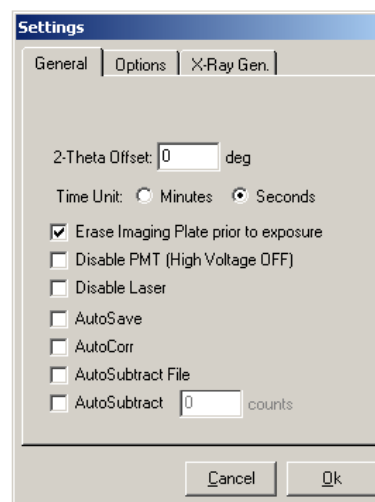 Settings
General Options X-Ray Gen.
2-Theta Offset: 0 deg
Time Unit: Minutes Seconds
Erase Imaging Plate prior to exposure
Disable PMT (High Voltage OFF)
Disable Laser
AutoSave
AutoCorr
AutoSubtract File
AutoSubtract 0 counts
Cancel Ok